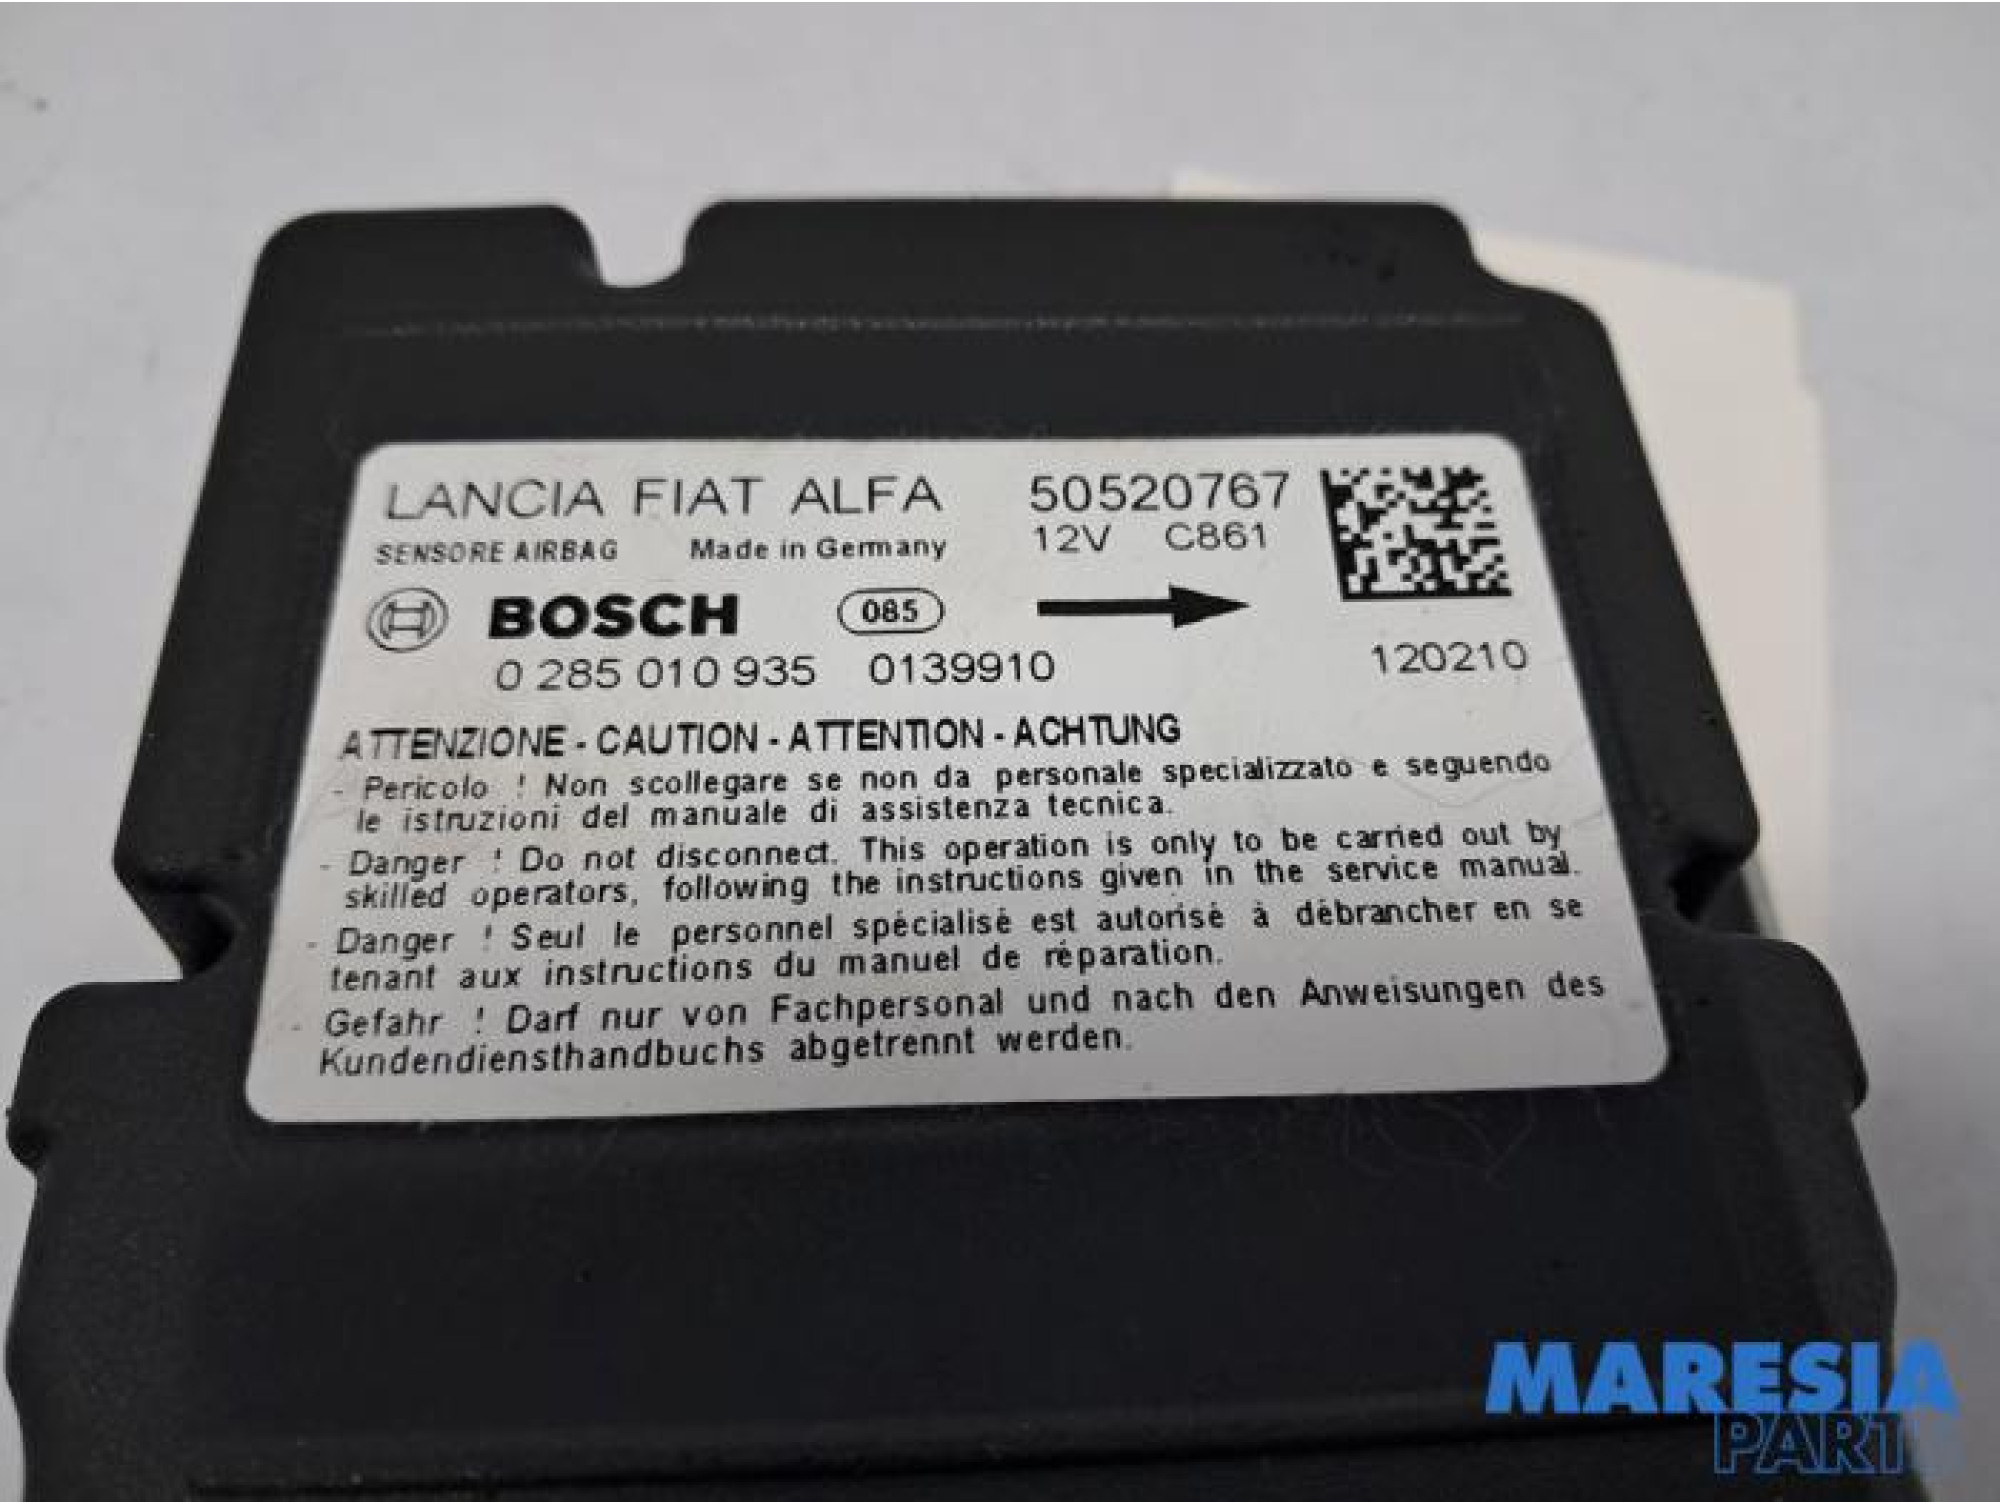 LANCIA FIAT ALFA 50520767
SENSORE AIRBAG Made in Germany 12V C861
BOSCH 085
0 285 010 935 0139910 120210
ATTENZIONE - CAUTION - ATTENTION - ACHTUNG
- Pericolo ! Non scollegare se non da personale specializzato e seguendo
le istruzioni del manuale di assistenza tecnica.
- Danger ! Do not disconnect. This operation is only to be carried out by
skilled operators, following the instructions given in the service manual.
- Danger ! Seul le personnel spécialisé est autorisé à débrancher en se
tenant aux instructions du manuel de réparation.
- Gefahr ! Darf nur von Fachpersonal und nach den Anweisungen des
Kundendiensthandbuchs abgetrennt werden.
MARESIA
PARTS